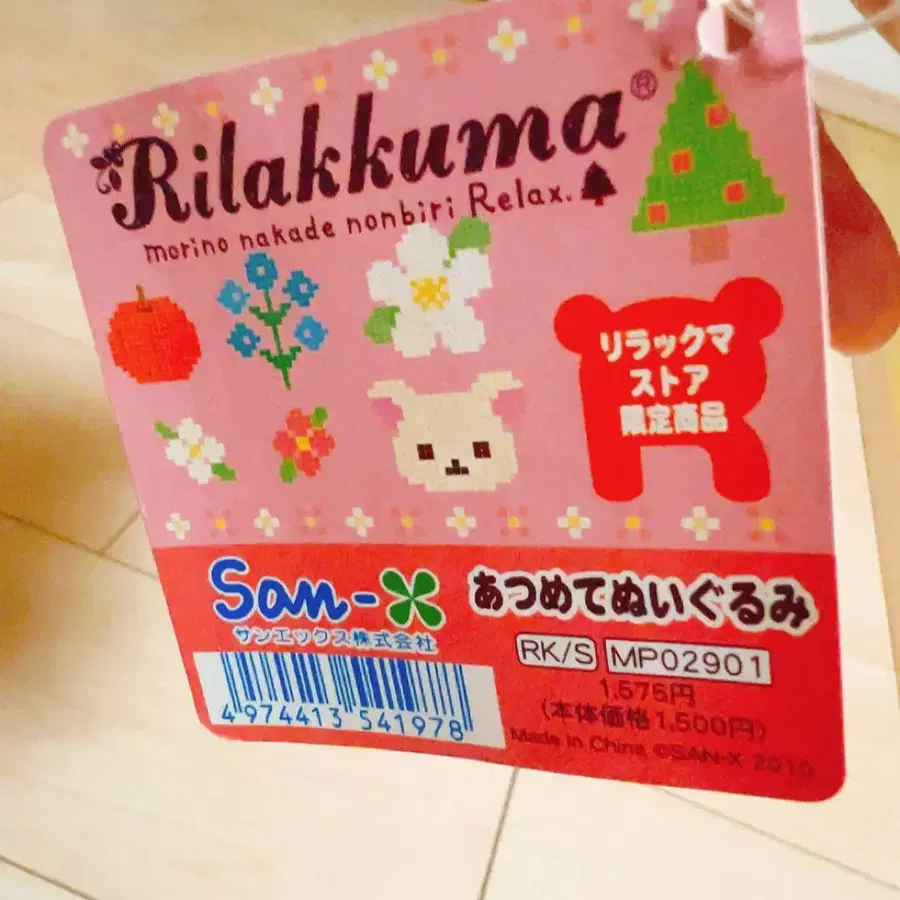 Rilakkuma®
morino nakade nonbiri Relax.
リラックマ
ストア
限定商品
San-X
サンエックス株式会社
あつめてぬいぐるみ
RK/S MP02901
1,575円
(本体価格1,500円)
4 974413 541978
Made in China ©SAN-X 2010